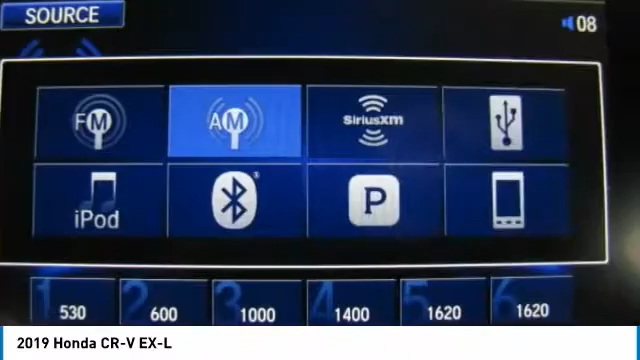 SOURCE
08
FM
AM
SiriusXM
iPod
P
1 2 3 4 5 6
530 600 1000 1400 1620 1620
2019 Honda CR-V EX-L